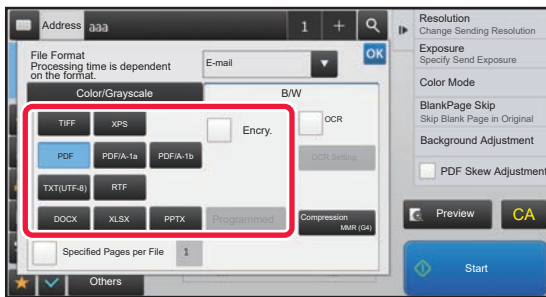 Address aaa 1 +
File Format
Processing time is dependent
on the format.
E-mail
OK
Color/Grayscale
B/W
TIFF XPS
Encry.
OCR
PDF PDF/A-1a PDF/A-1b
OCR Setting
TXT(UTF-8) RTF
DOCX XLSX PPTX Programmed
Compression
MMR (G4)
Specified Pages per File 1
Others
Resolution
Change Sending Resolution
Exposure
Specify Send Exposure
Color Mode
BlankPage Skip
Skip Blank Page in Original
Background Adjustment
PDF Skew Adjustment
Preview CA
Start